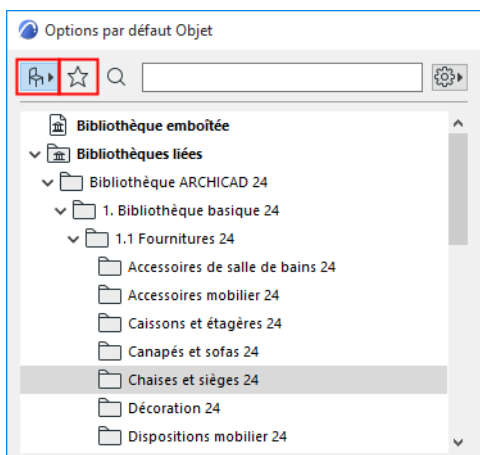 Options par défaut Objet
Bibliothèque emboîtée
Bibliothèques liées
Bibliothèque ARCHICAD 24
1. Bibliothèque basique 24
1.1 Fournitures 24
Accessoires de salle de bains 24
Accessoires mobilier 24
Caissons et étagères 24
Canapés et sofas 24
Chaises et sièges 24
Décoration 24
Dispositions mobilier 24